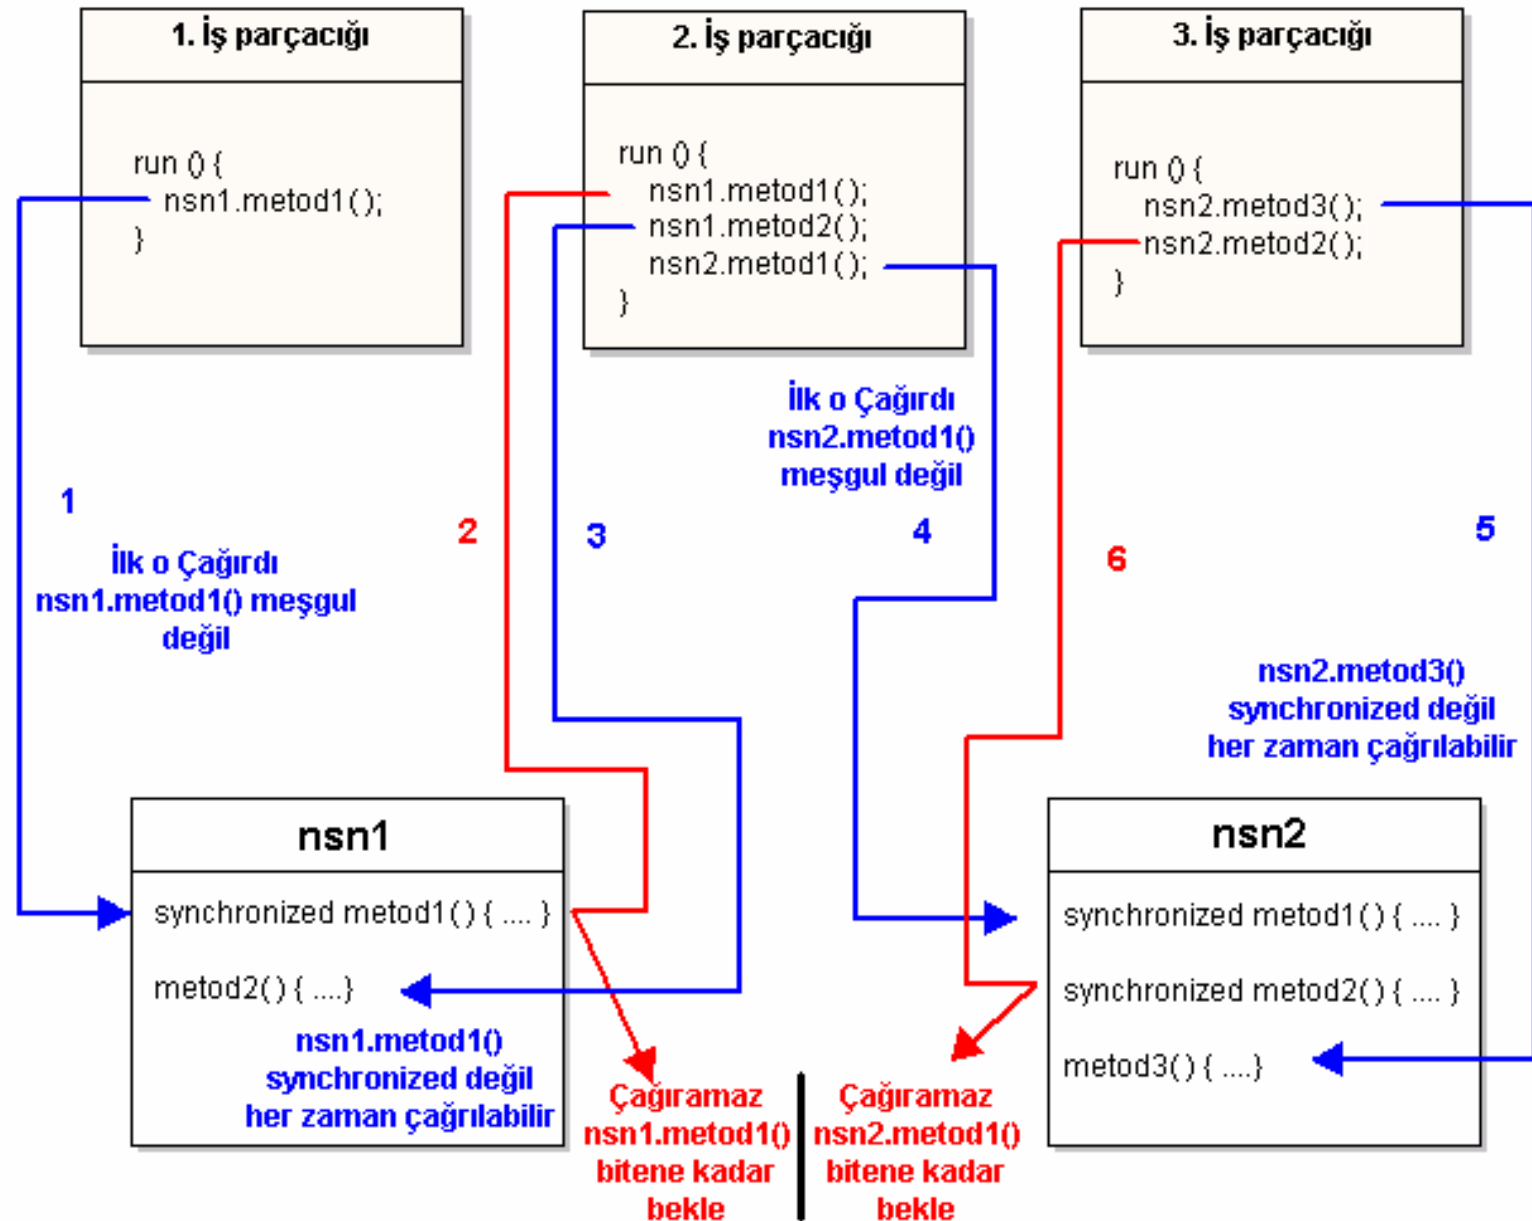 1. İş parçacığı
run () {
nsn1.metod1();
}
2. İş parçacığı
run () {
nsn1.metod1();
nsn1.metod2();
nsn2.metod1();
}
3. İş parçacığı
run () {
nsn2.metod3();
nsn2.metod2();
}
1
İlk o Çağırdı
nsn1.metod1() meşgul
değil
2
3
İlk o Çağırdı
nsn2.metod1()
meşgul değil
4
6
5
nsn2.metod3()
synchronized değil
her zaman çağrılabilir
nsn1
synchronized metod1() { .... }
metod2() { ....}
nsn1.metod1()
synchronized değil
her zaman çağrılabilir
Çağıramaz
nsn1.metod1()
bitene kadar
bekle
Çağıramaz
nsn2.metod1()
bitene kadar
bekle
nsn2
synchronized metod1() { .... }
synchronized metod2() { .... }
metod3() { ....}